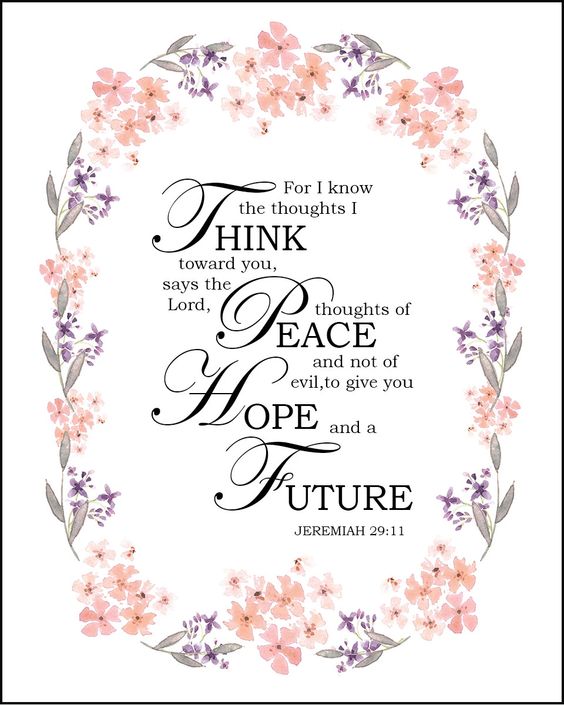 For I know
the thoughts I
THINK
toward you,
says the
Lord,
thoughts of
PEACE
and not of
evil,to give you
HOPE and a
FUTURE
JEREMIAH 29:11